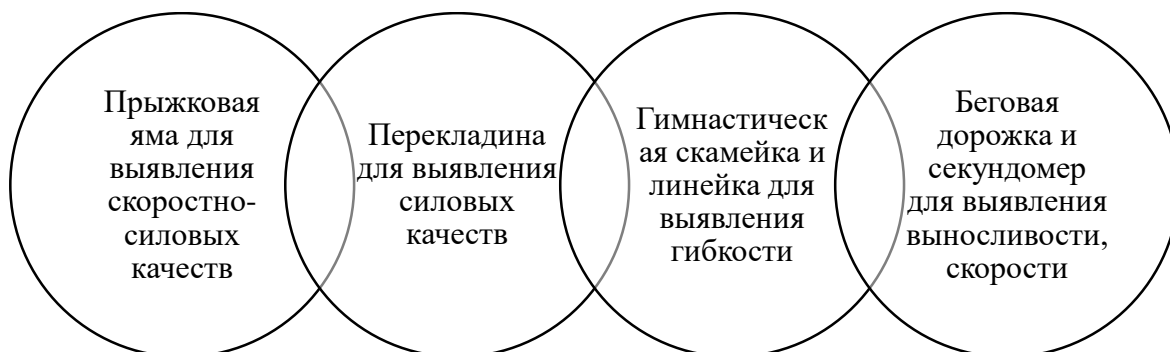 Прыжковая
яма для
выявления
скоростно-
силовых
качеств
Перекладина
для выявления
силовых
качеств
Гимнастическ
ая скамейка и
линейка для
выявления
гибкости
Беговая
дорожка и
секундомер
для выявления
выносливости,
скорости